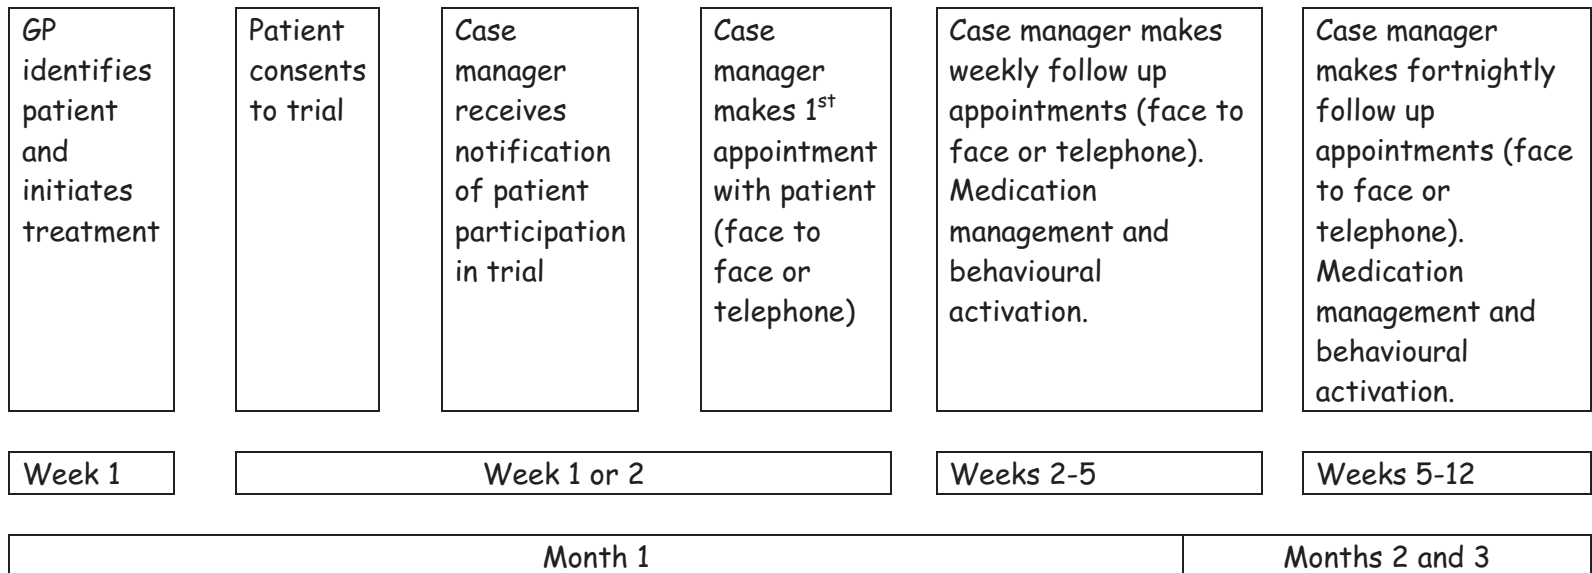 GP
identifies
patient
and
initiates
treatment
Patient
consents
to trial
Case
manager
receives
notification
of patient
participation
in trial
Case
manager
makes 1st
appointment
with patient
(face to
face or
telephone)
Case manager makes
weekly follow up
appointments (face to
face or telephone).
Medication
management and
behavioural
activation.
Case manager
makes fortnightly
follow up
appointments (face
to face or
telephone).
Medication
management and
behavioural
activation.
Week 1
Week 1 or 2
Weeks 2-5
Weeks 5-12
Month 1
Months 2 and 3